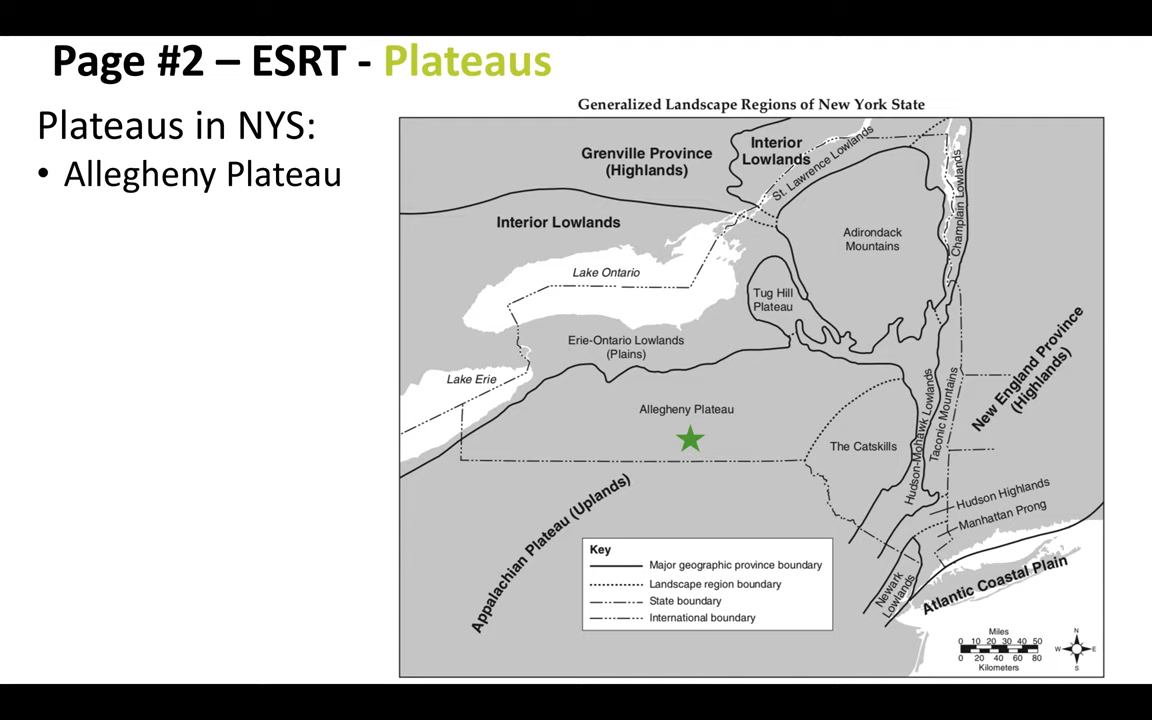 Page #2 – ESRT - Plateaus
Plateaus in NYS:
• Allegheny Plateau
Generalized Landscape Regions of New York State
Grenville Province
(Highlands)
Interior
Lowlands
St. Lawrence Lowlands
Champlain Lowlands
Interior Lowlands
Adirondack
Mountains
Lake Ontario
Tug Hill
Plateau
Erie-Ontario Lowlands
(Plains)
Lake Erie
New England Province
(Highlands)
Allegheny Plateau
The Catskills
Hudson-Mohawk Lowlands
Taconic Mountains
Appalachian Plateau (Uplands)
Hudson Highlands
Manhattan Prong
Newark
Lowlands
Atlantic Coastal Plain
Key
Major geographic province boundary
Landscape region boundary
State boundary
International boundary
Miles
0 10 20 30 40 50
0 20 40 60 80
Kilometers
N
W E
S